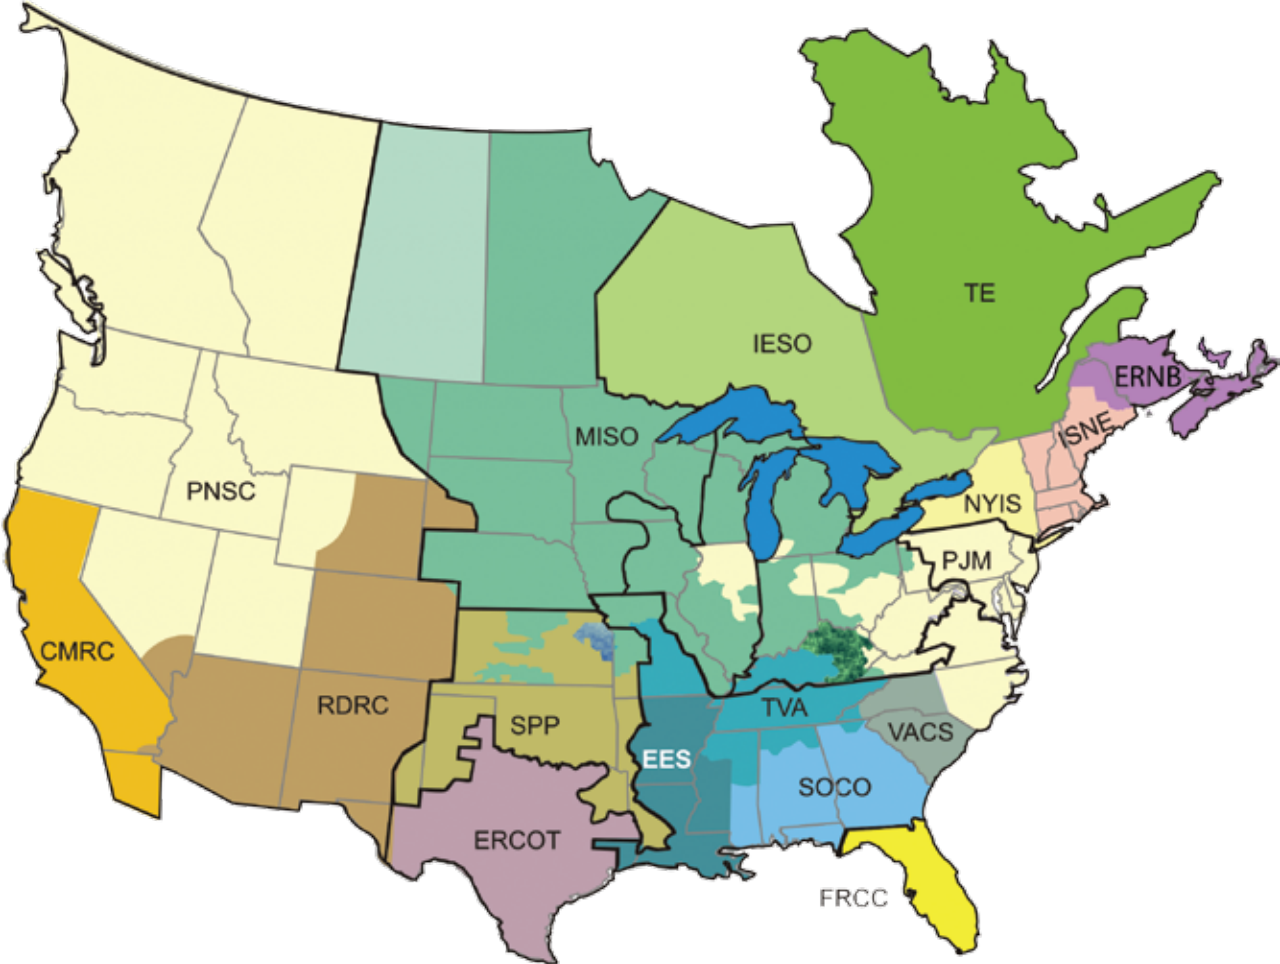 TE
IESO
ERNB
ISNE
MISO
PNSC
NYIS
PJM
CMRC
RDRC
SPP
TVA
VACS
EES
SOCO
ERCOT
FRCC